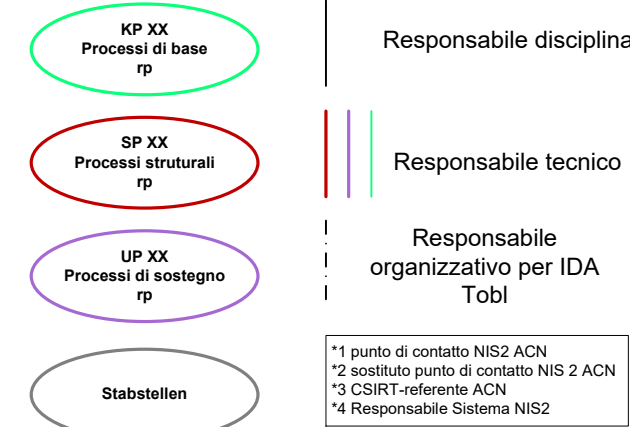 KP XX
Processi di base
rp
Responsabile disciplina
SP XX
Processi struturali
rp
Responsabile tecnico
UP XX
Processi di sostegno
rp
Responsabile
organizzativo per IDA
Tobl
Stabstellen
*1 punto di contatto NIS2 ACN
*2 sostituto punto di contatto NIS 2 ACN
*3 CSIRT-referente ACN
*4 Responsabile Sistema NIS2